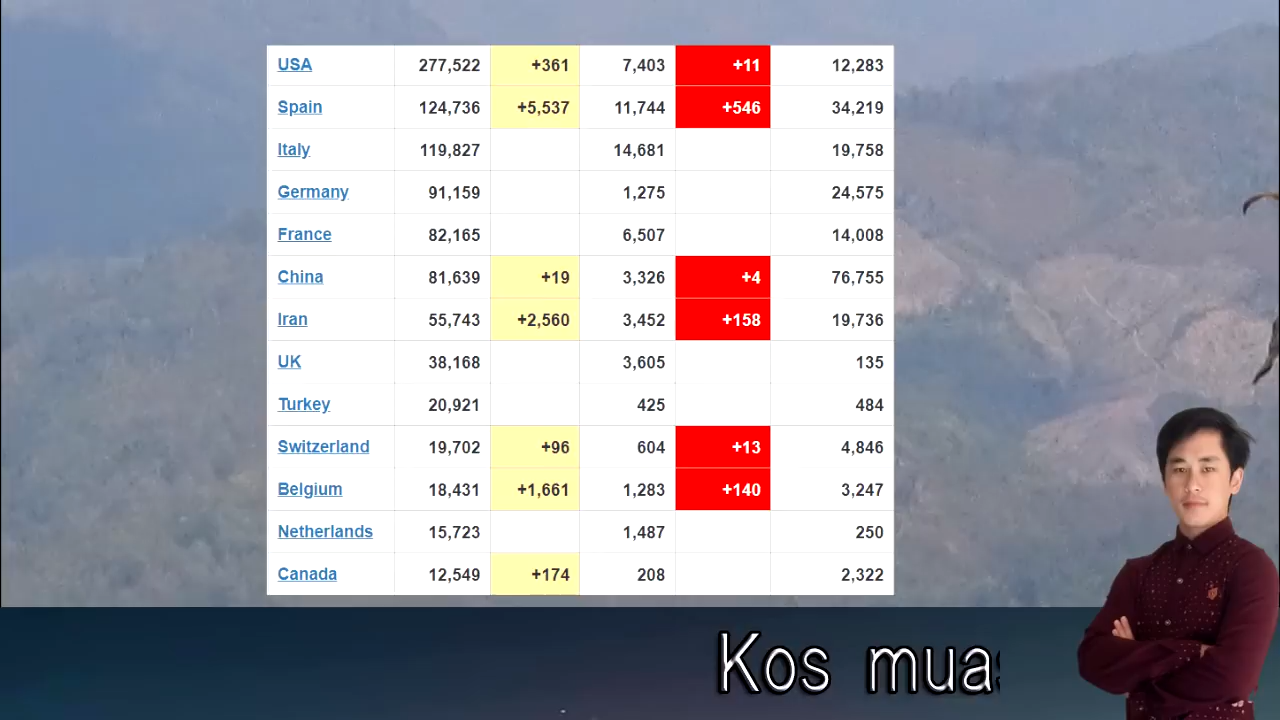 USA 277,522 +361 7,403 +11 12,283
Spain 124,736 +5,537 11,744 +546 34,219
Italy 119,827 14,681 19,758
Germany 91,159 1,275 24,575
France 82,165 6,507 14,008
China 81,639 +19 3,326 +4 76,755
Iran 55,743 +2,560 3,452 +158 19,736
UK 38,168 3,605 135
Turkey 20,921 425 484
Switzerland 19,702 +96 604 +13 4,846
Belgium 18,431 +1,661 1,283 +140 3,247
Netherlands 15,723 1,487 250
Canada 12,549 +174 208 2,322
Kos